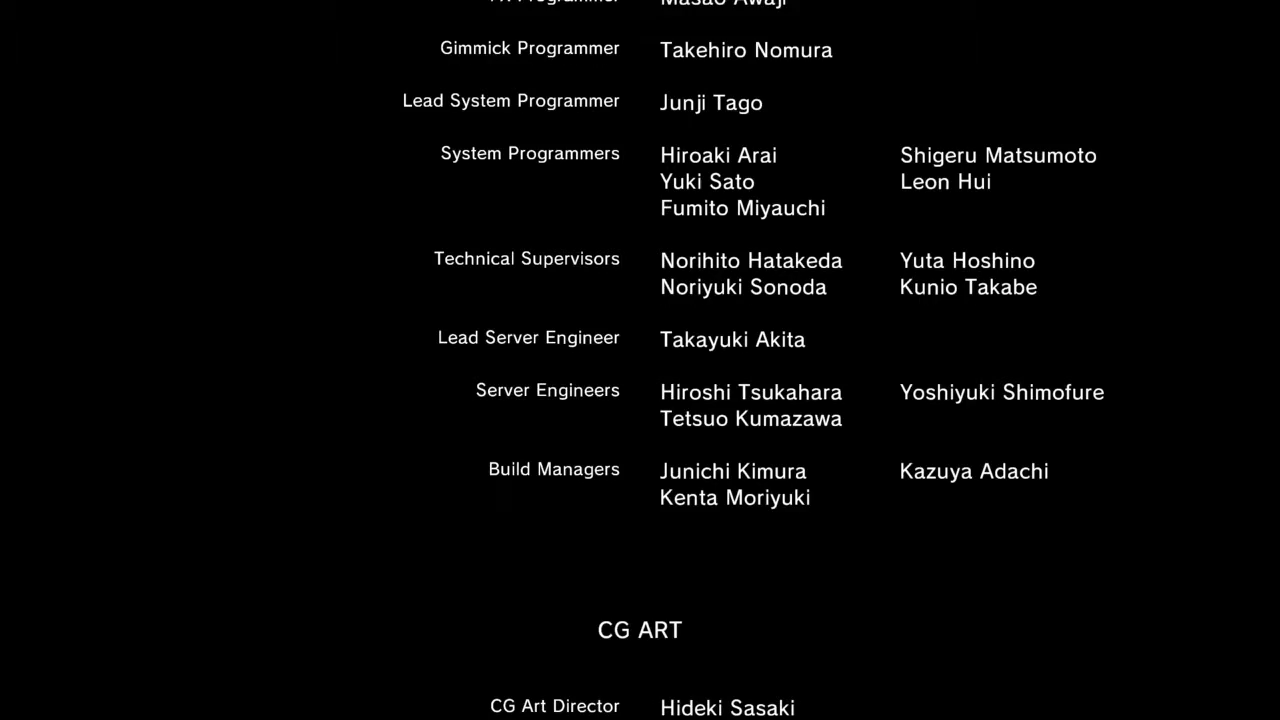 Programmer Masao Awaji
Gimmick Programmer Takehiro Nomura
Lead System Programmer Junji Tago
System Programmers Hiroaki Arai Shigeru Matsumoto
Yuki Sato Leon Hui
Fumito Miyauchi
Technical Supervisors Norihito Hatakeda Yuta Hoshino
Noriyuki Sonoda Kunio Takabe
Lead Server Engineer Takayuki Akita
Server Engineers Hiroshi Tsukahara Yoshiyuki Shimofure
Tetsuo Kumazawa
Build Managers Junichi Kimura Kazuya Adachi
Kenta Moriyuki
CG ART
CG Art Director Hideki Sasaki